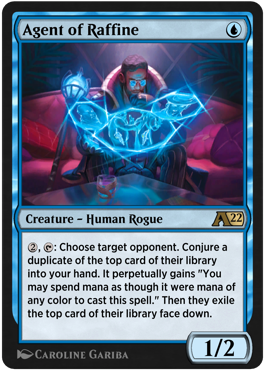 Agent of Raffine
Creature – Human Rogue
A22
2, T: Choose target opponent. Conjure a
duplicate of the top card of their library
into your hand. It perpetually gains "You
may spend mana as though it were mana of
any color to cast this spell." Then they exile
the top card of their library face down.
Caroline Gariba
1/2